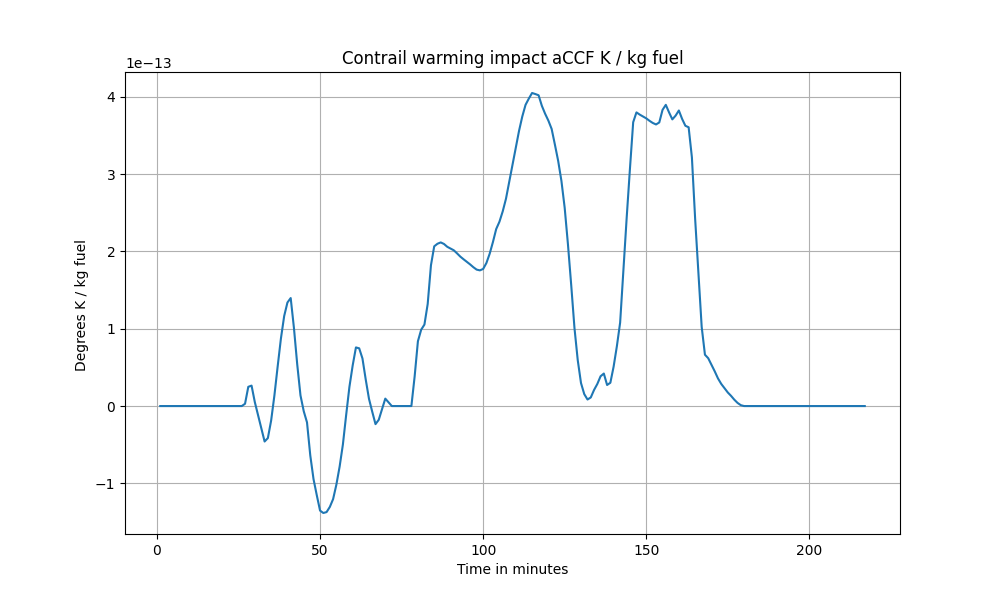 Contrail warming impact aCCF K / kg fuel
1e−13
4
3
2
1
0
−1
Degrees K / kg fuel
0 50 100 150 200
Time in minutes